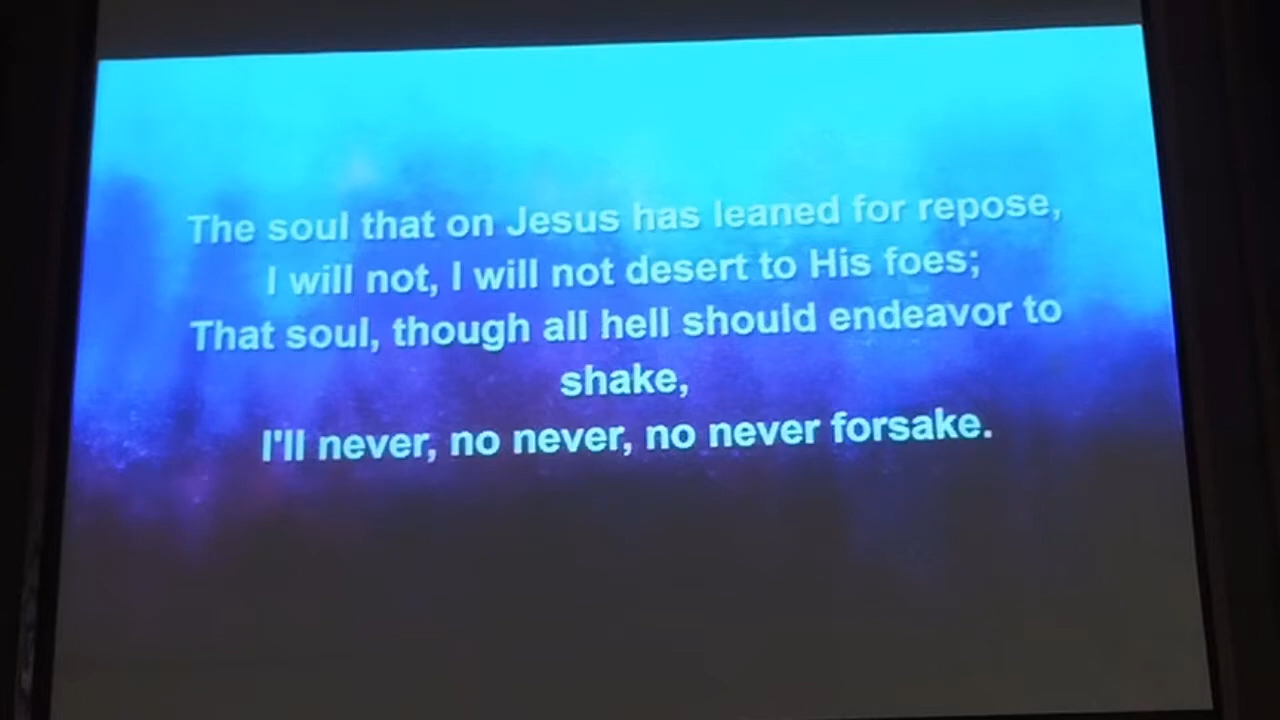 The soul that on Jesus has leaned for repose,
I will not, I will not desert to His foes;
That soul, though all hell should endeavor to
shake,
I'll never, no never, no never forsake.